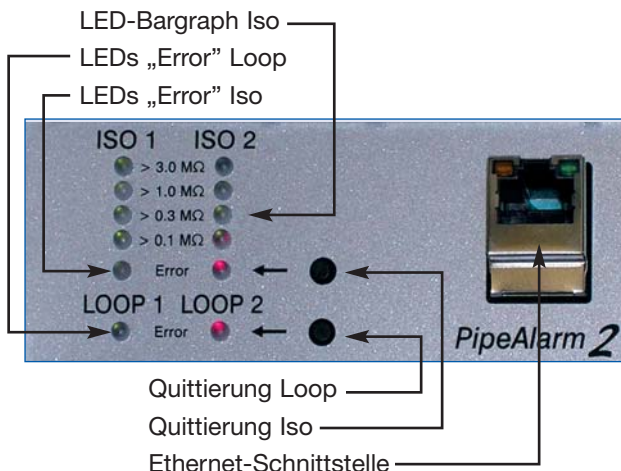 LED-Bargraph Iso
LEDs „Error” Loop
LEDs „Error” Iso
ISO 1 ISO 2
> 3.0 MΩ
> 1.0 MΩ
> 0.3 MΩ
> 0.1 MΩ
Error
LOOP 1 LOOP 2
Error
PipeAlarm 2
Quittierung Loop
Quittierung Iso
Ethernet-Schnittstelle